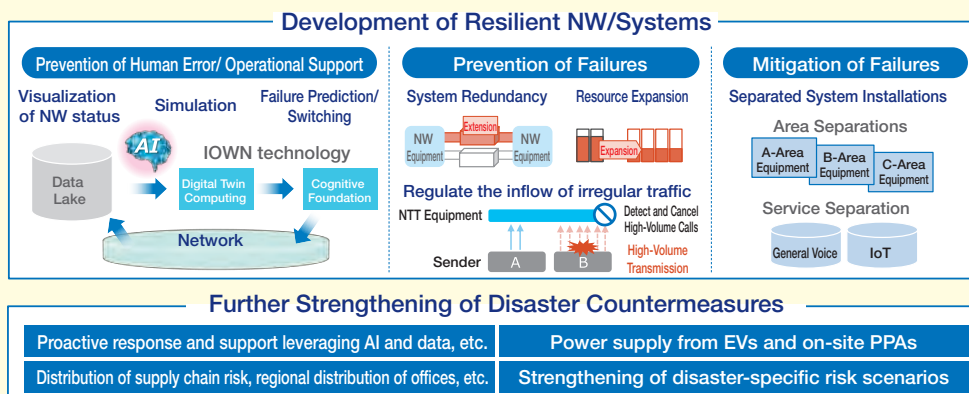 Development of Resilient NW/Systems
Prevention of Human Error/ Operational Support
Visualization
of NW status
Simulation
Failure Prediction/
Switching
AI
IOWN technology
Data
Lake
Digital Twin
Computing
Cognitive
Foundation
Network
Prevention of Failures
System Redundancy
Resource Expansion
NW
Equipment
Extension
NW
Equipment
Expansion
Regulate the inflow of irregular traffic
NTT Equipment
Detect and Cancel
High-Volume Calls
Sender
A
B
High-Volume
Transmission
Mitigation of Failures
Separated System Installations
Area Separations
A-Area
Equipment
B-Area
Equipment
C-Area
Equipment
Service Separation
General Voice
IoT
Further Strengthening of Disaster Countermeasures
Proactive response and support leveraging AI and data, etc.
Power supply from EVs and on-site PPAs
Distribution of supply chain risk, regional distribution of offices, etc.
Strengthening of disaster-specific risk scenarios